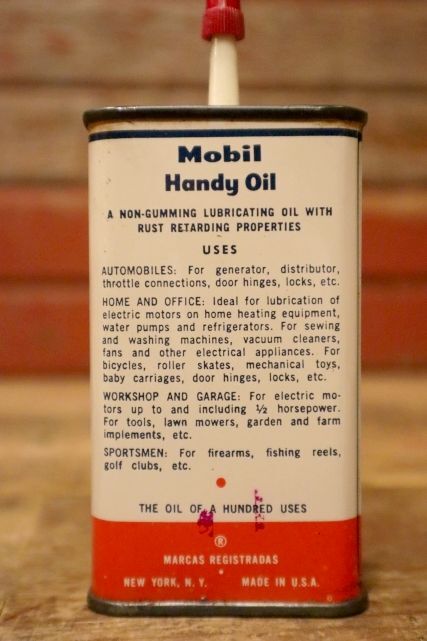 Mobil
Handy Oil
A NON-GUMMING LUBRICATING OIL WITH
RUST RETARDING PROPERTIES
USES
AUTOMOBILES: For generator, distributor,
throttle connections, door hinges, locks, etc.
HOME AND OFFICE: Ideal for lubrication of
electric motors on home heating equipment,
water pumps and refrigerators. For sewing
and washing machines, vacuum cleaners,
fans and other electrical appliances. For
bicycles, roller skates, mechanical toys,
baby carriages, door hinges, locks, etc.
WORKSHOP AND GARAGE: For electric mo-
tors up to and including ½ horsepower.
For tools, lawn mowers, garden and farm
implements, etc.
SPORTSMEN: For firearms, fishing reels,
golf clubs, etc.
THE OIL OF A HUNDRED USES
®
MARCAS REGISTRADAS
NEW YORK, N. Y. MADE IN U.S.A.